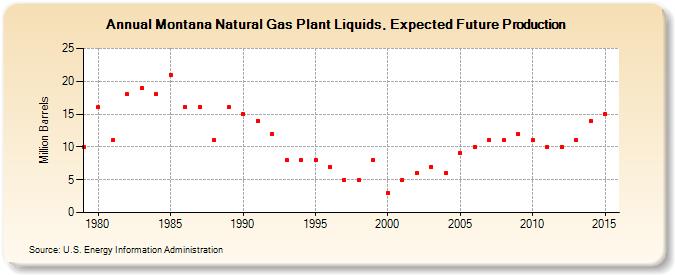 Annual Montana Natural Gas Plant Liquids, Expected Future Production
Million Barrels
25
20
15
10
5
0
1980 1985 1990 1995 2000 2005 2010 2015
Source: U.S. Energy Information Administration